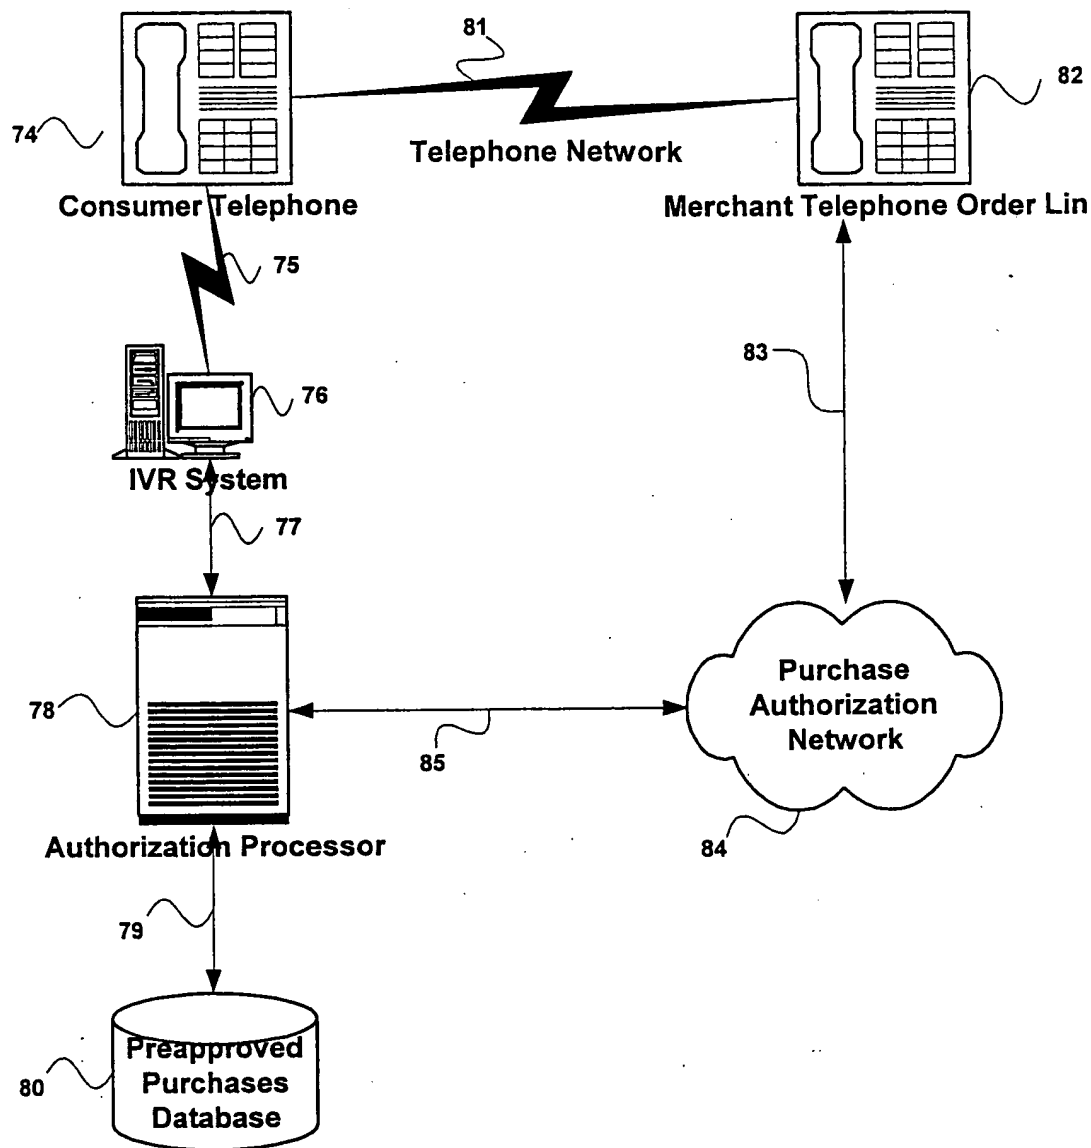 81
82
74
Telephone Network
Consumer Telephone
Merchant Telephone Order Lin
75
83
76
IVR System
77
Purchase
Authorization
Network
78
85
84
Authorization Processor
79
Preapproved
Purchases
Database
80